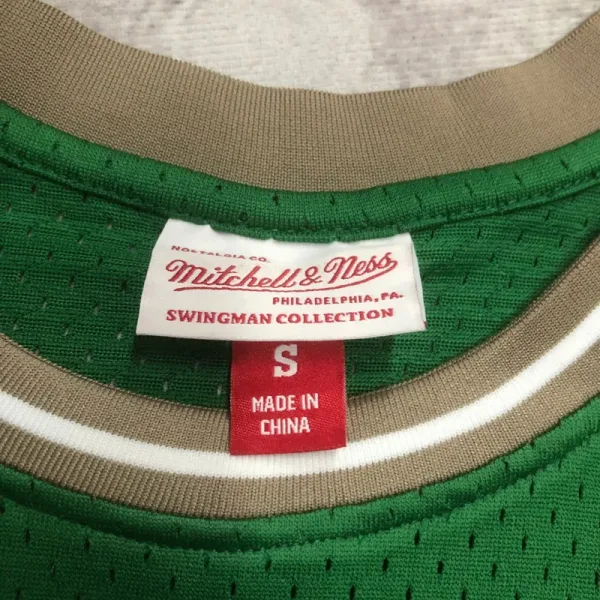 NOSTALGIA CO.
Mitchell & Ness
PHILADELPHIA, PA.
SWINGMAN COLLECTION
S
MADE IN
CHINA